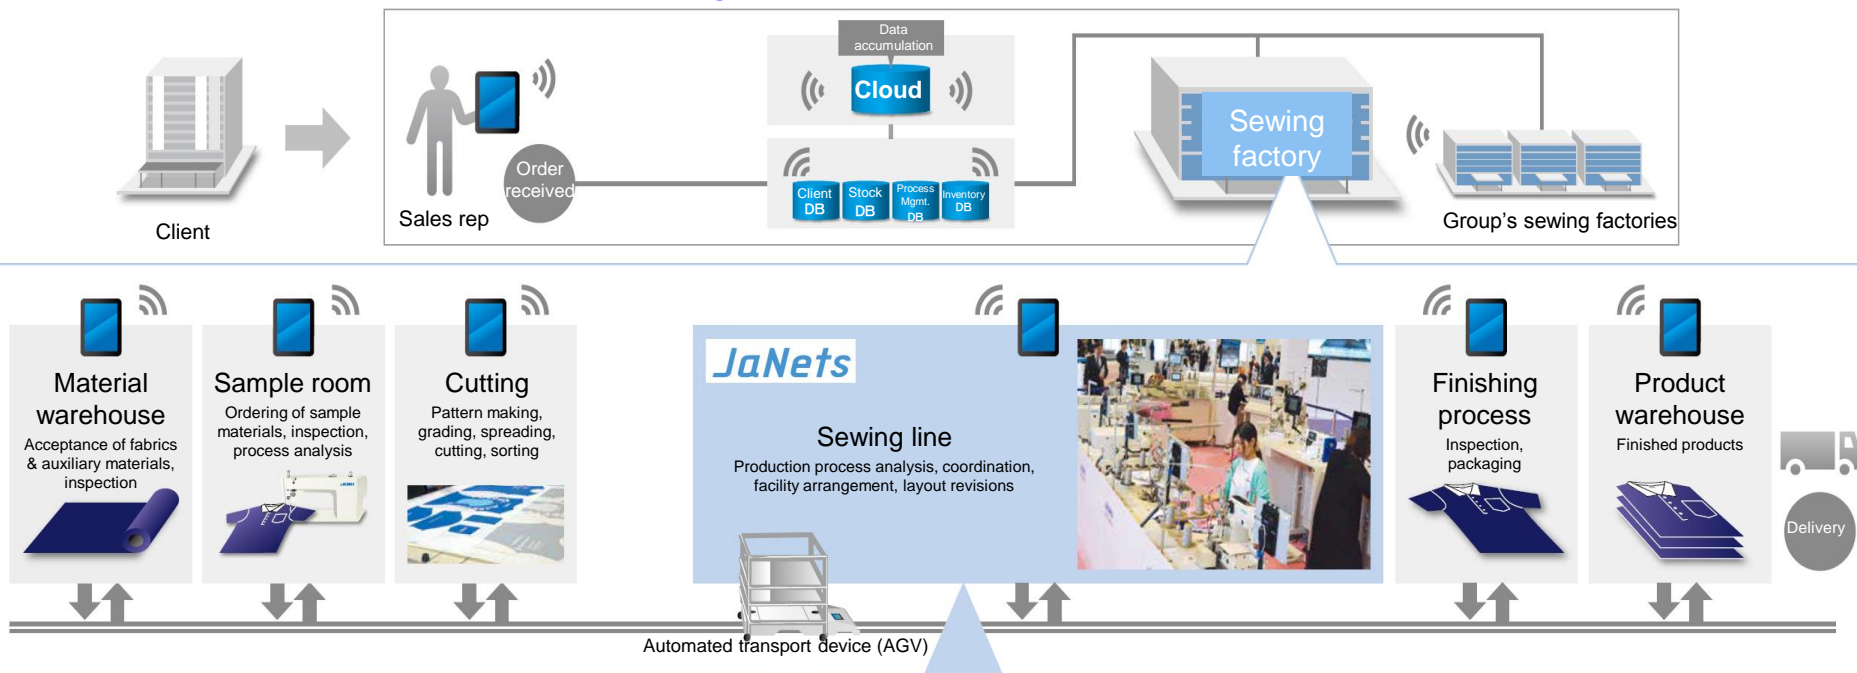 Data
accumulation
Cloud
Client
DB
Stock
DB
Process
Mgmt.
DB
Inventory
DB
Order
received
Sales rep
Client
Sewing
factory
Group's sewing factories
Material
warehouse
Acceptance of fabrics
& auxiliary materials,
inspection
Sample room
Ordering of sample
materials, inspection,
process analysis
JUKI
Cutting
Pattern making,
grading, spreading,
cutting, sorting
JaNets
Sewing line
Production process analysis, coordination,
facility arrangement, layout revisions
Finishing
process
Inspection,
packaging
Product
warehouse
Finished products
Delivery
Automated transport device (AGV)